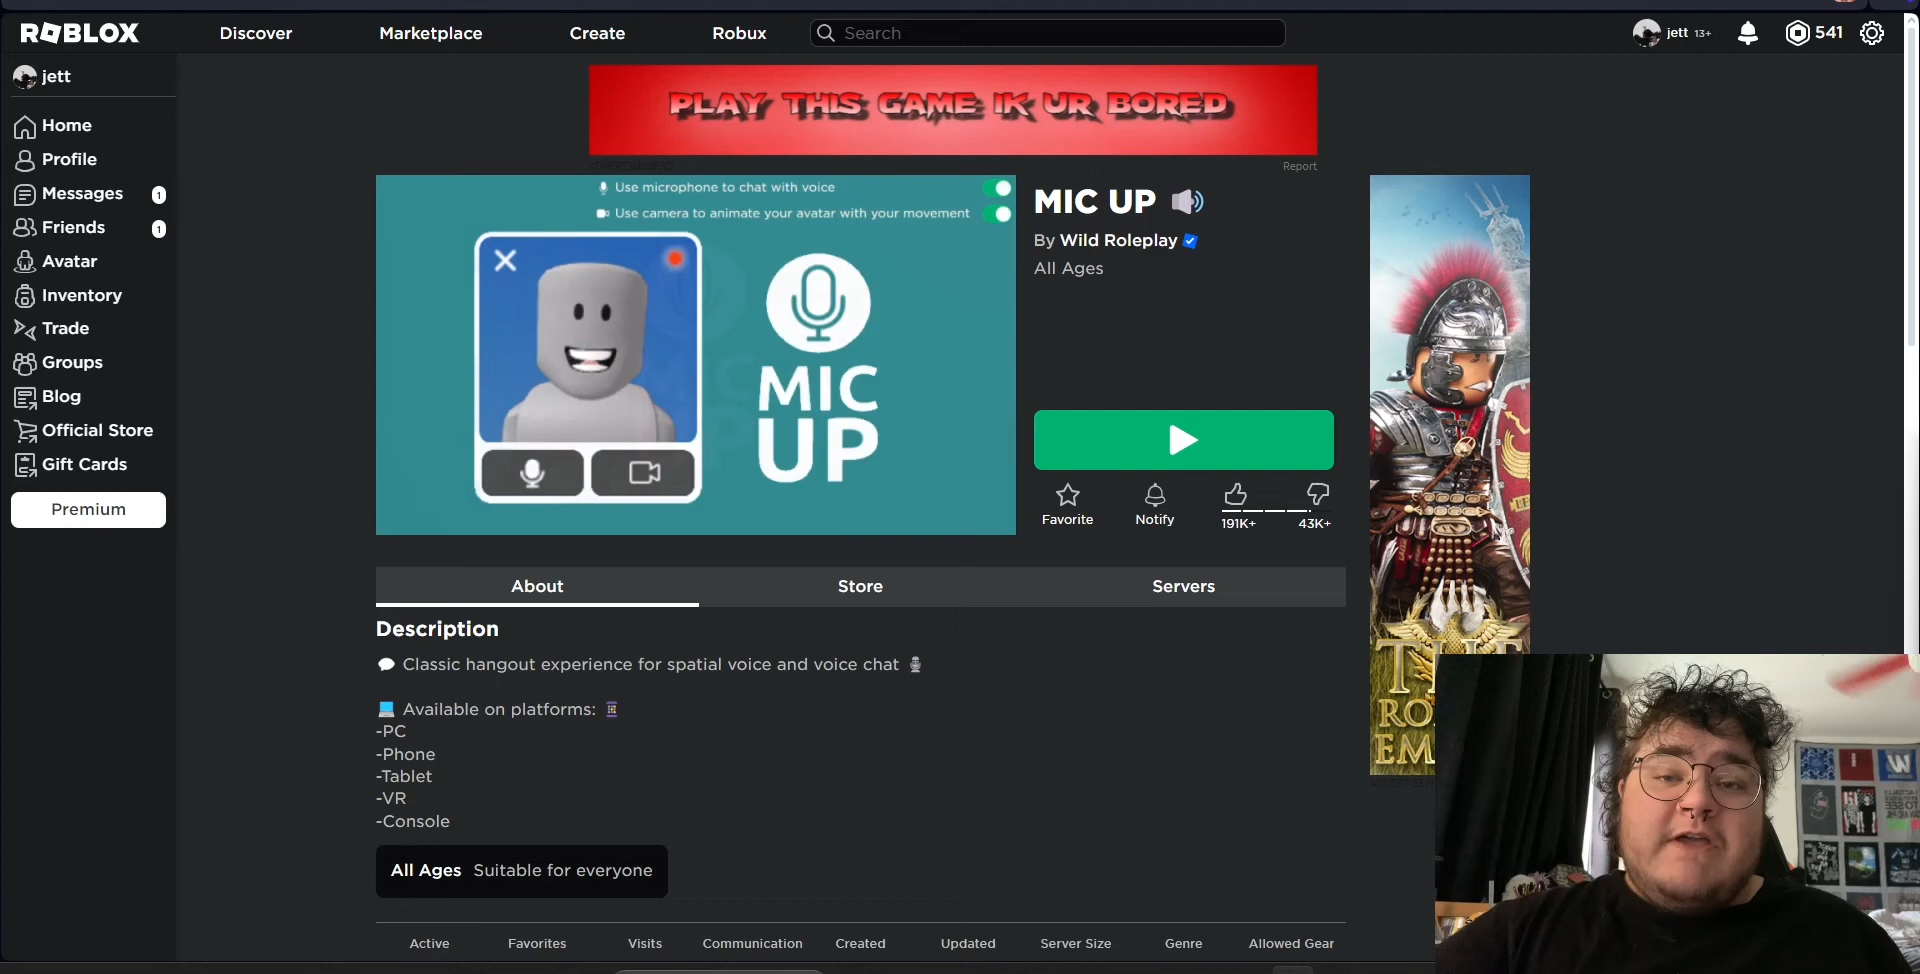 ROBLOX
Discover
Marketplace
Create
Robux
Search
jett 13+
541
jett
Home
Profile
Messages 1
Friends 1
Avatar
Inventory
Trade
Groups
Blog
Official Store
Gift Cards
Premium
PLAY THIS GAME IK UR BORED
ADVERTISEMENT
Report
Use microphone to chat with voice
Use camera to animate your avatar with your movement
MIC
UP
MIC UP
By Wild Roleplay
All Ages
Favorite
Notify
191K+
43K+
About
Store
Servers
Description
Classic hangout experience for spatial voice and voice chat
Available on platforms:
-PC
-Phone
-Tablet
-VR
-Console
All Ages Suitable for everyone
Active
Favorites
Visits
Communication
Created
Updated
Server Size
Genre
Allowed Gear